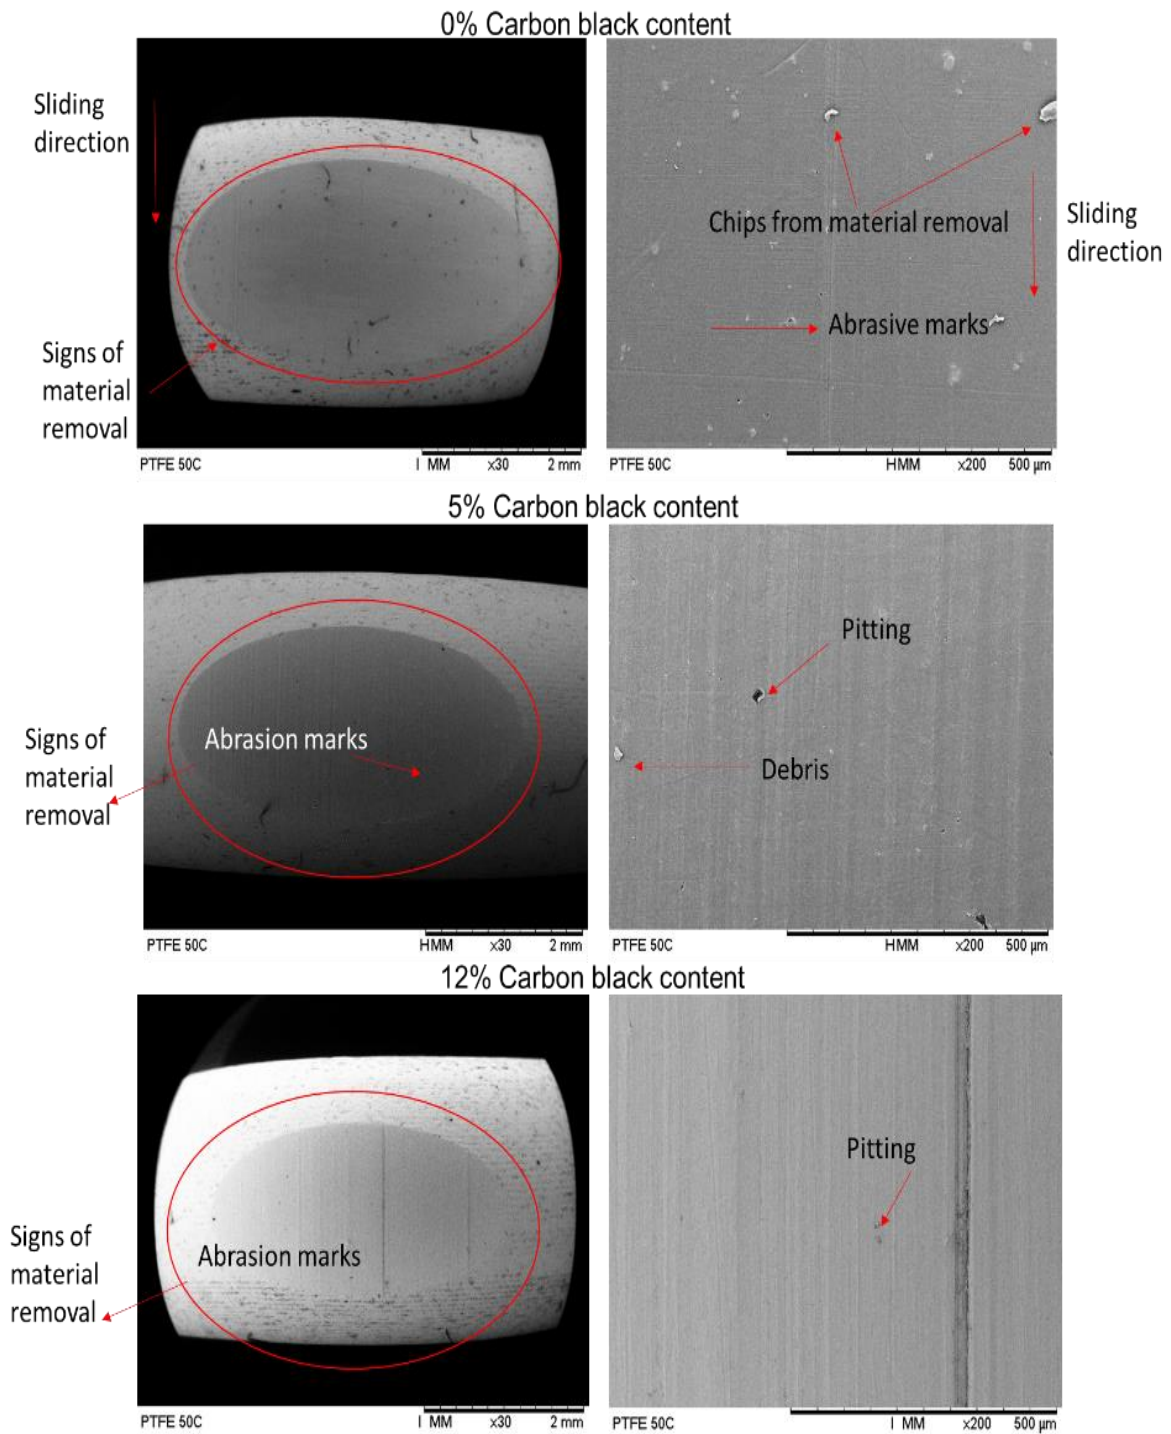 0% Carbon black content
Sliding
direction
Signs of
material
removal
Chips from material removal
Sliding
direction
Abrasive marks
PTFE 50C
I MM x30 2 mm
PTFE 50C
HMM x200 500 µm
5% Carbon black content
Signs of
material
removal
Abrasion marks
Pitting
Debris
PTFE 50C
HMM x30 2 mm
PTFE 50C
HMM x200 500 µm
12% Carbon black content
Signs of
material
removal
Abrasion marks
Pitting
PTFE 50C
I MM x30 2 mm
PTFE 50C
I MM x200 500 µm